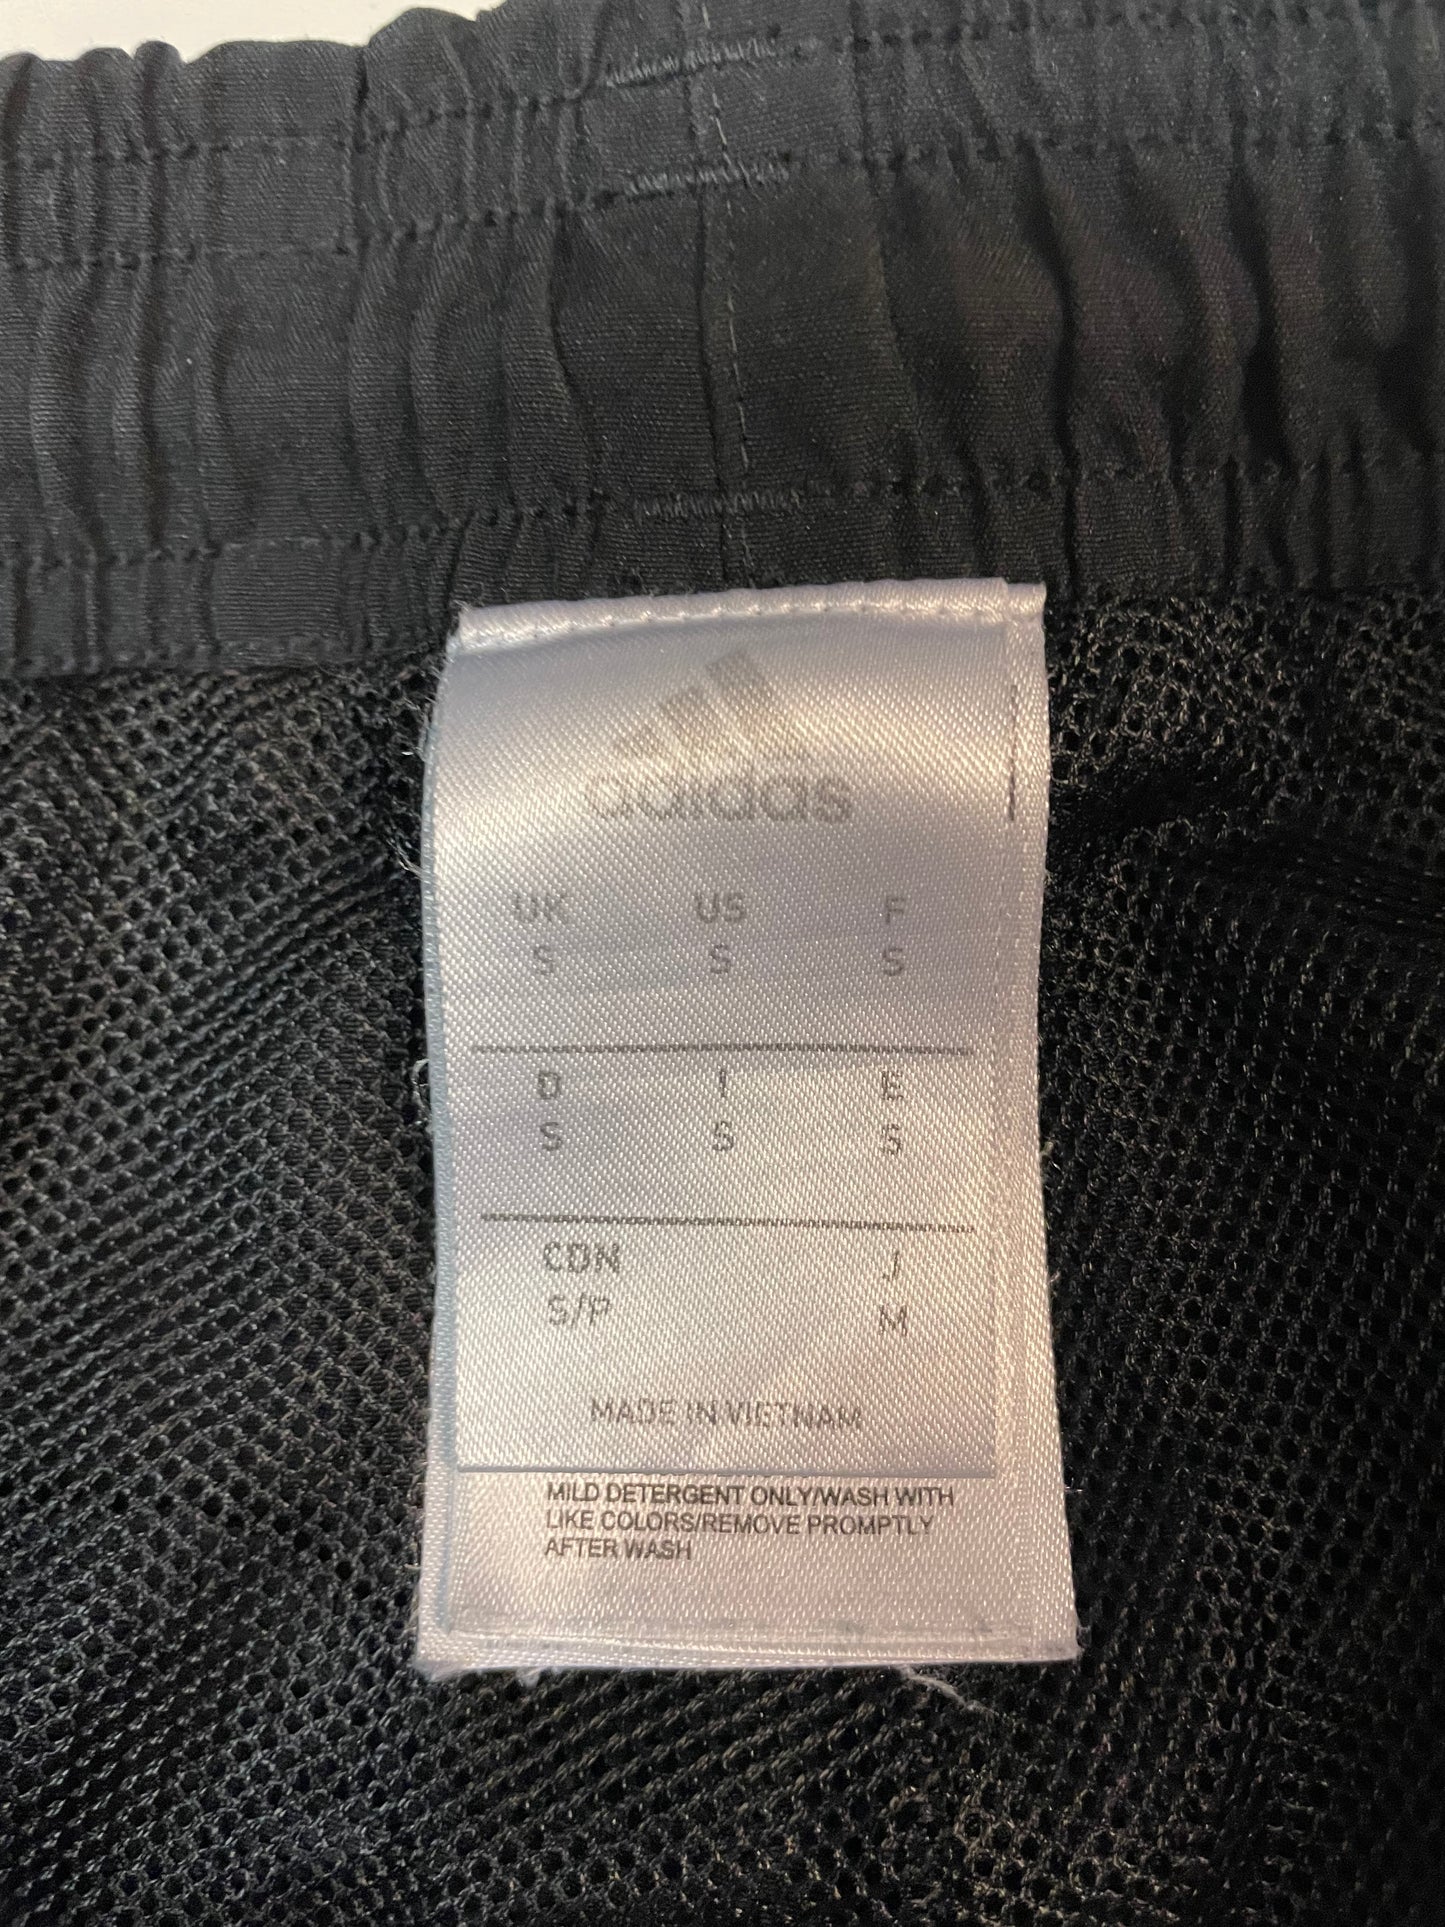 adidas
UK US F
S S S
D I E
S S S
CDN J
S/P M
MADE IN VIETNAM
MILD DETERGENT ONLY/WASH WITH
LIKE COLORS/REMOVE PROMPTLY
AFTER WASH